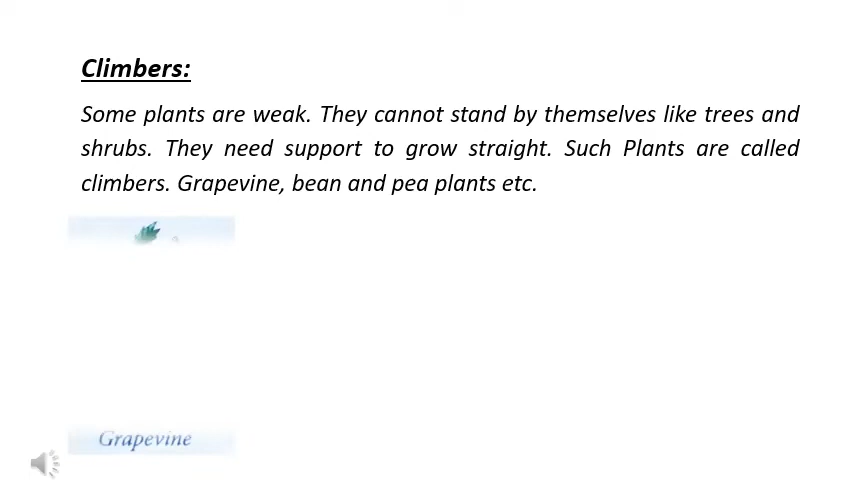 Climbers:
Some plants are weak. They cannot stand by themselves like trees and
shrubs. They need support to grow straight. Such Plants are called
climbers. Grapevine, bean and pea plants etc.
Grapevine